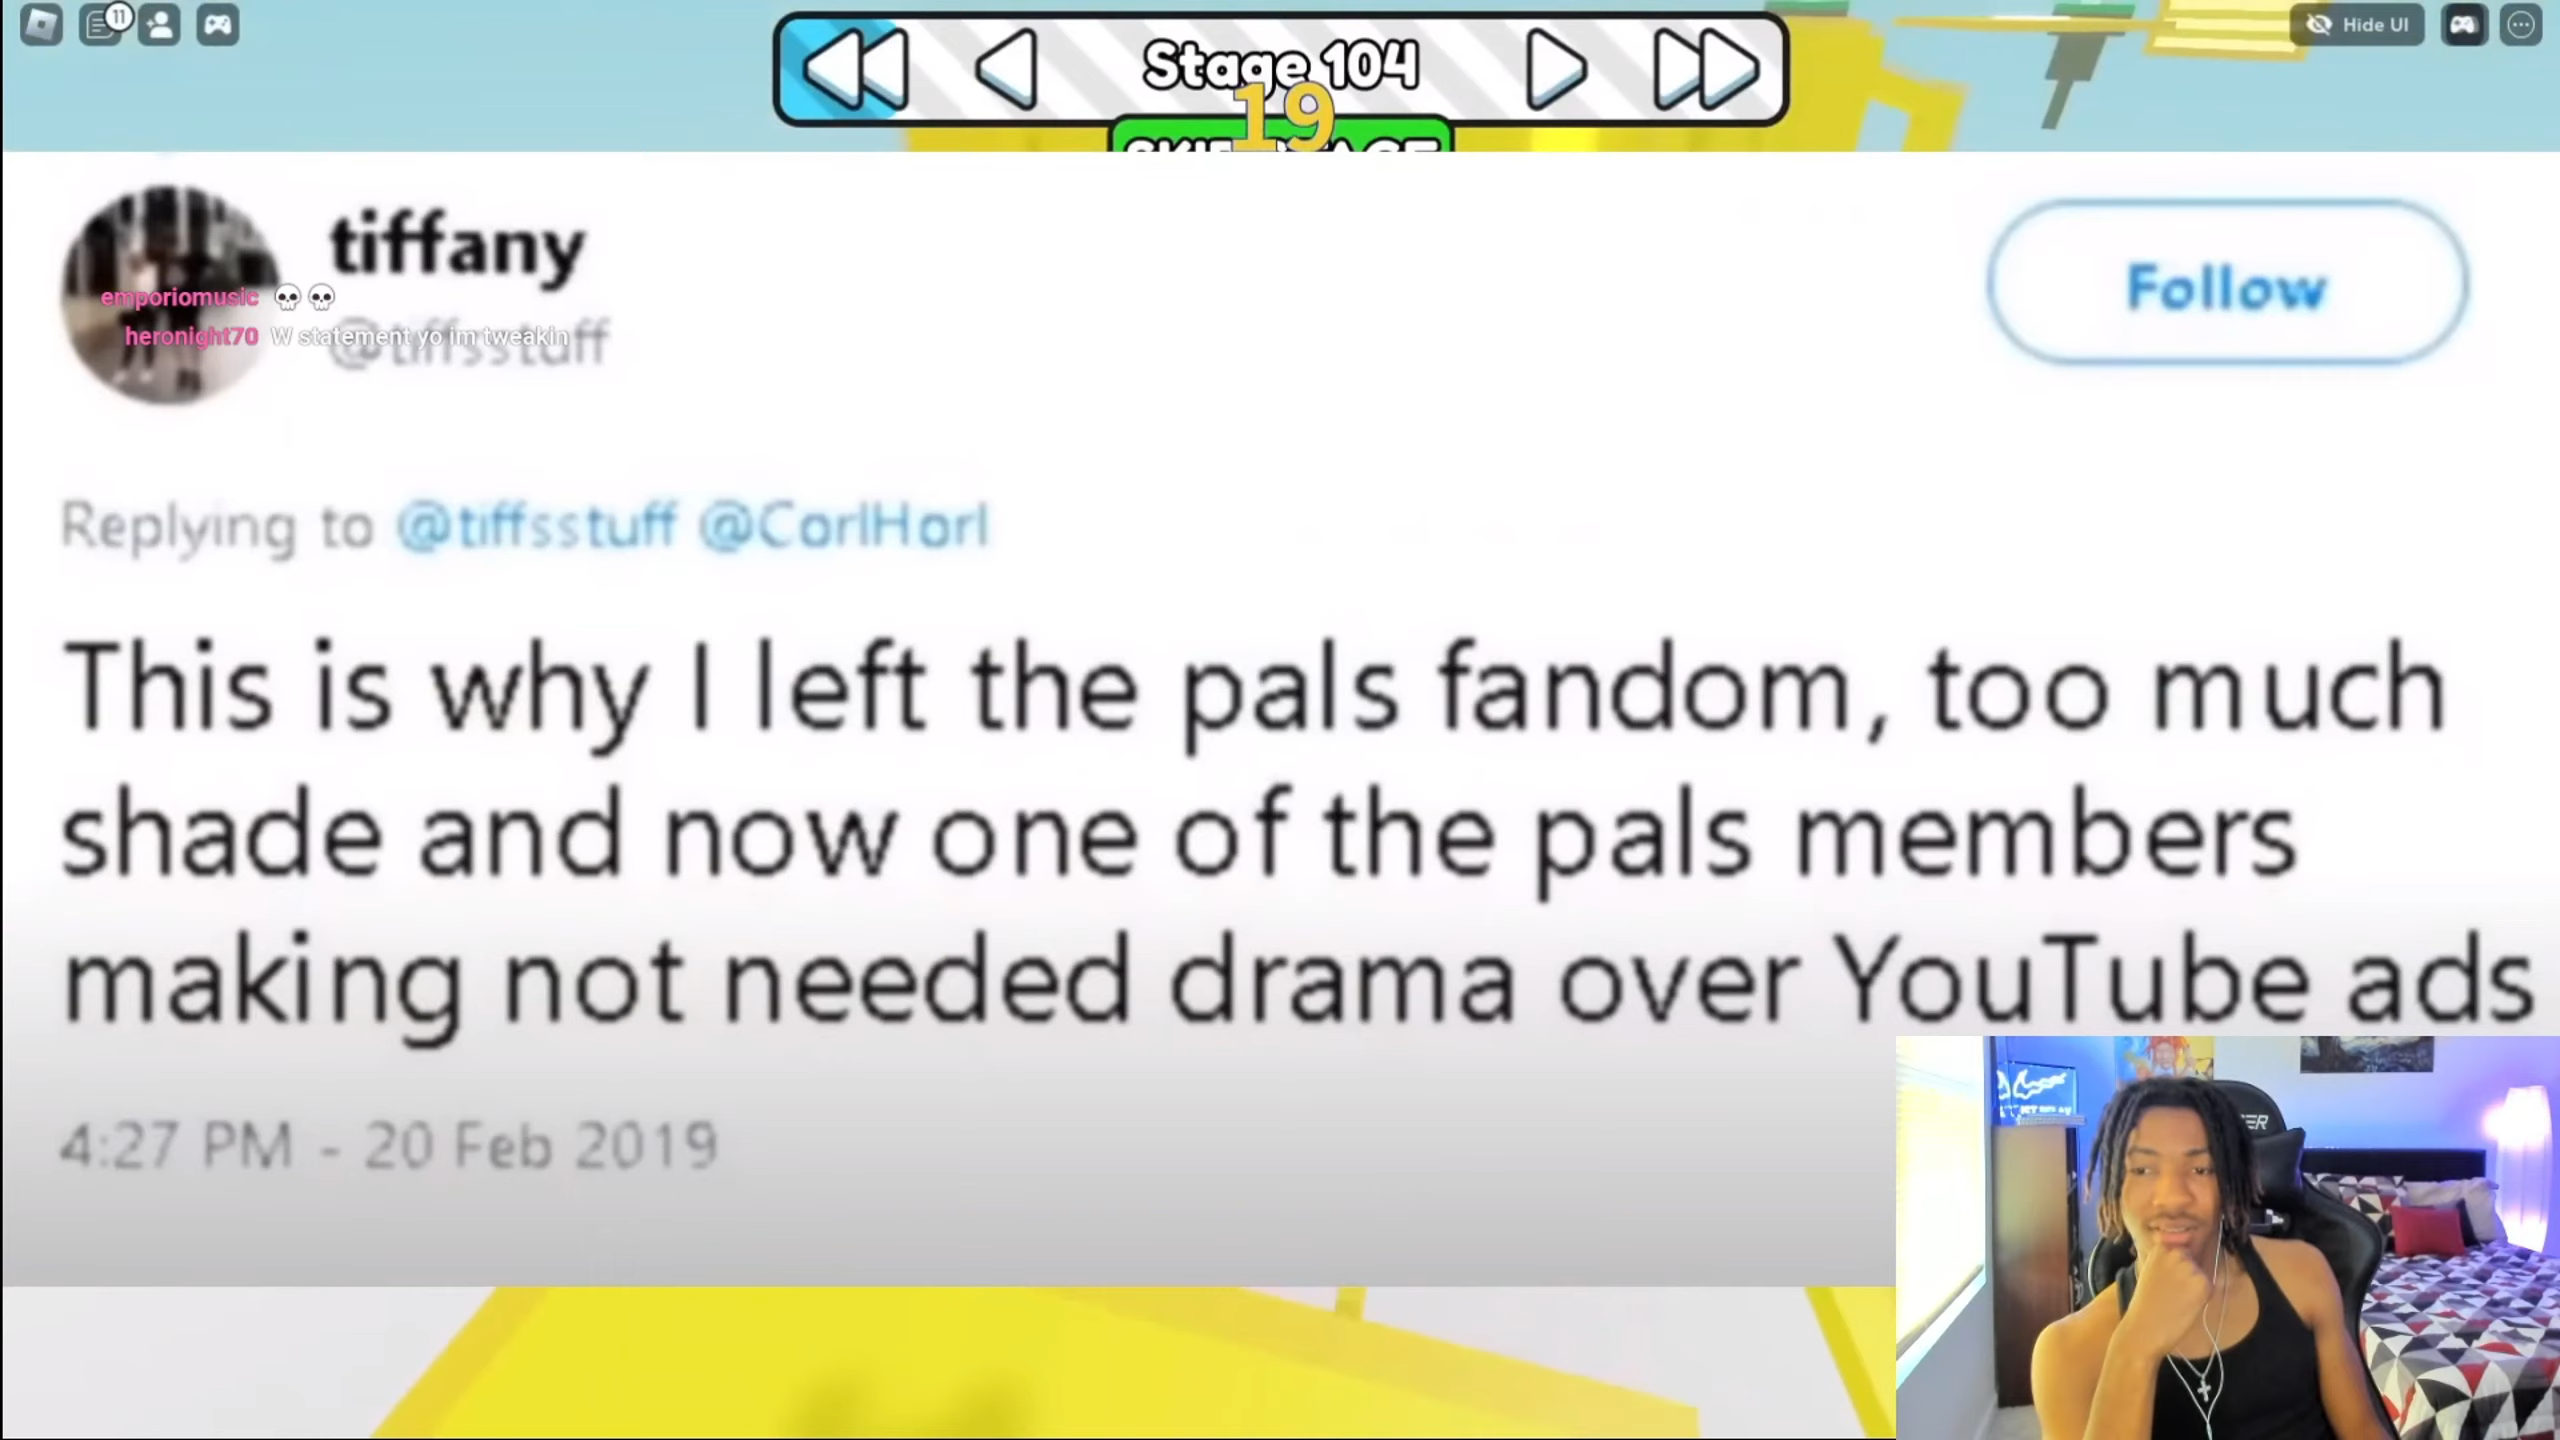 11
Stage 104
19
Hide UI
tiffany
emporiomusic 💀💀
heronight70 W statement yo im tweakin
@tiffsstuff
Follow
Replying to @tiffsstuff @CorlHorl
This is why I left the pals fandom, too much
shade and now one of the pals members
making not needed drama over YouTube ads
4:27 PM - 20 Feb 2019